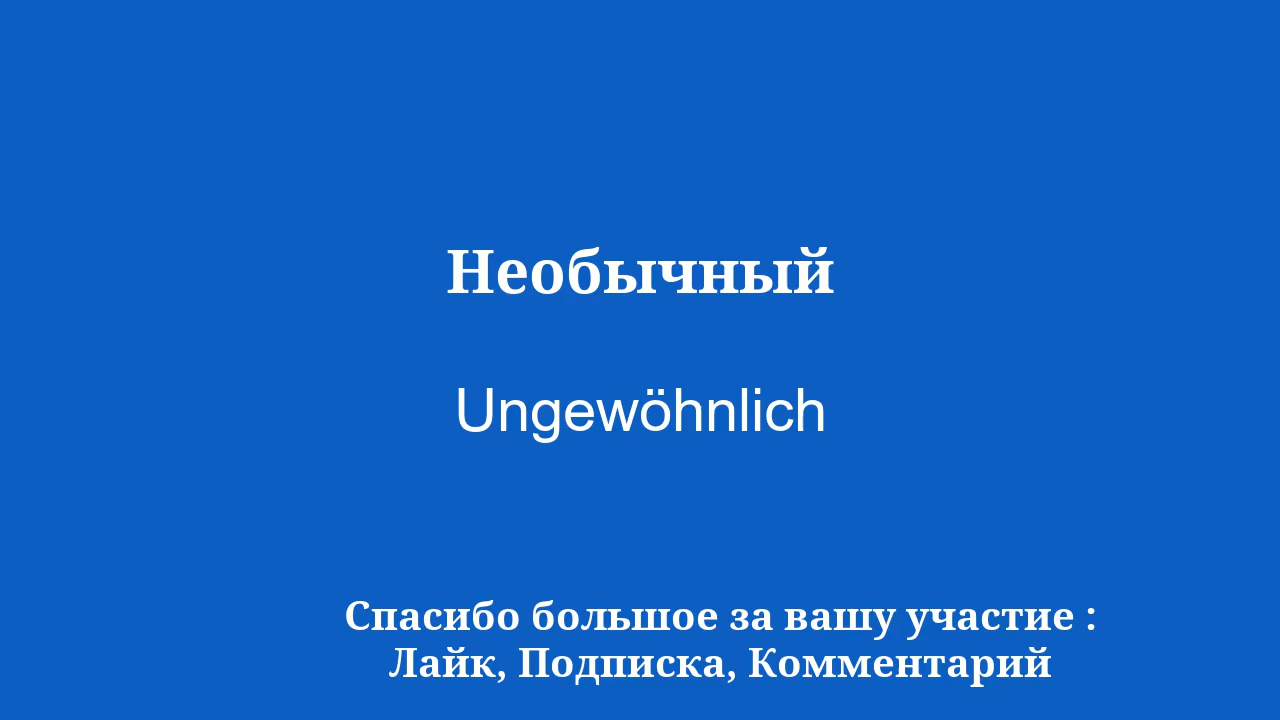 Необычный
Ungewöhnlich
Спасибо большое за вашу участие :
Лайк, Подписка, Комментарий